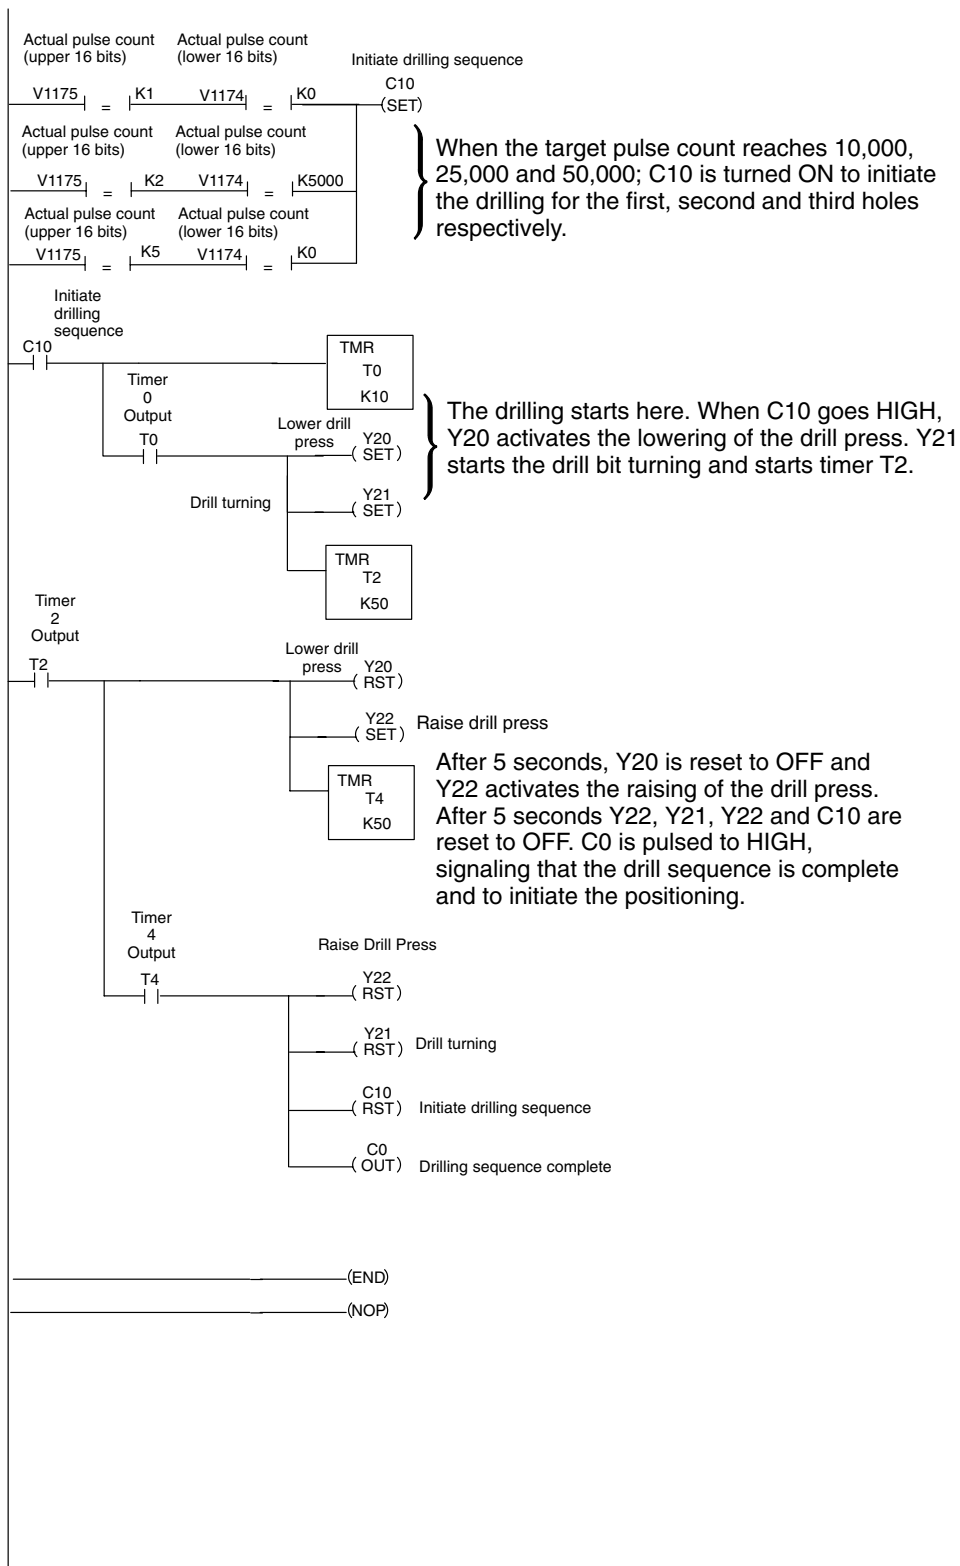 Actual pulse count Actual pulse count
(upper 16 bits) (lower 16 bits)
Initiate drilling sequence
C10
(SET)
V1175 = K1 V1174 = K0
Actual pulse count Actual pulse count
(upper 16 bits) (lower 16 bits)
V1175 = K2 V1174 = K5000
Actual pulse count Actual pulse count
(upper 16 bits) (lower 16 bits)
V1175 = K5 V1174 = K0
When the target pulse count reaches 10,000,
25,000 and 50,000; C10 is turned ON to initiate
the drilling for the first, second and third holes
respectively.
Initiate
drilling
sequence
C10
TMR
T0
K10
Timer
0
Output
T0
Lower drill
press
Y20
(SET)
Drill turning
Y21
(SET)
The drilling starts here. When C10 goes HIGH,
Y20 activates the lowering of the drill press. Y21
starts the drill bit turning and starts timer T2.
TMR
T2
K50
Timer
2
Output
T2
Lower drill
press
Y20
(RST)
Y22
(SET)
Raise drill press
TMR
T4
K50
After 5 seconds, Y20 is reset to OFF and
Y22 activates the raising of the drill press.
After 5 seconds Y22, Y21, Y22 and C10 are
reset to OFF. C0 is pulsed to HIGH,
signaling that the drill sequence is complete
and to initiate the positioning.
Timer
4
Output
T4
Raise Drill Press
Y22
(RST)
Y21
(RST) Drill turning
C10
(RST) Initiate drilling sequence
C0
(OUT) Drilling sequence complete
(END)
(NOP)